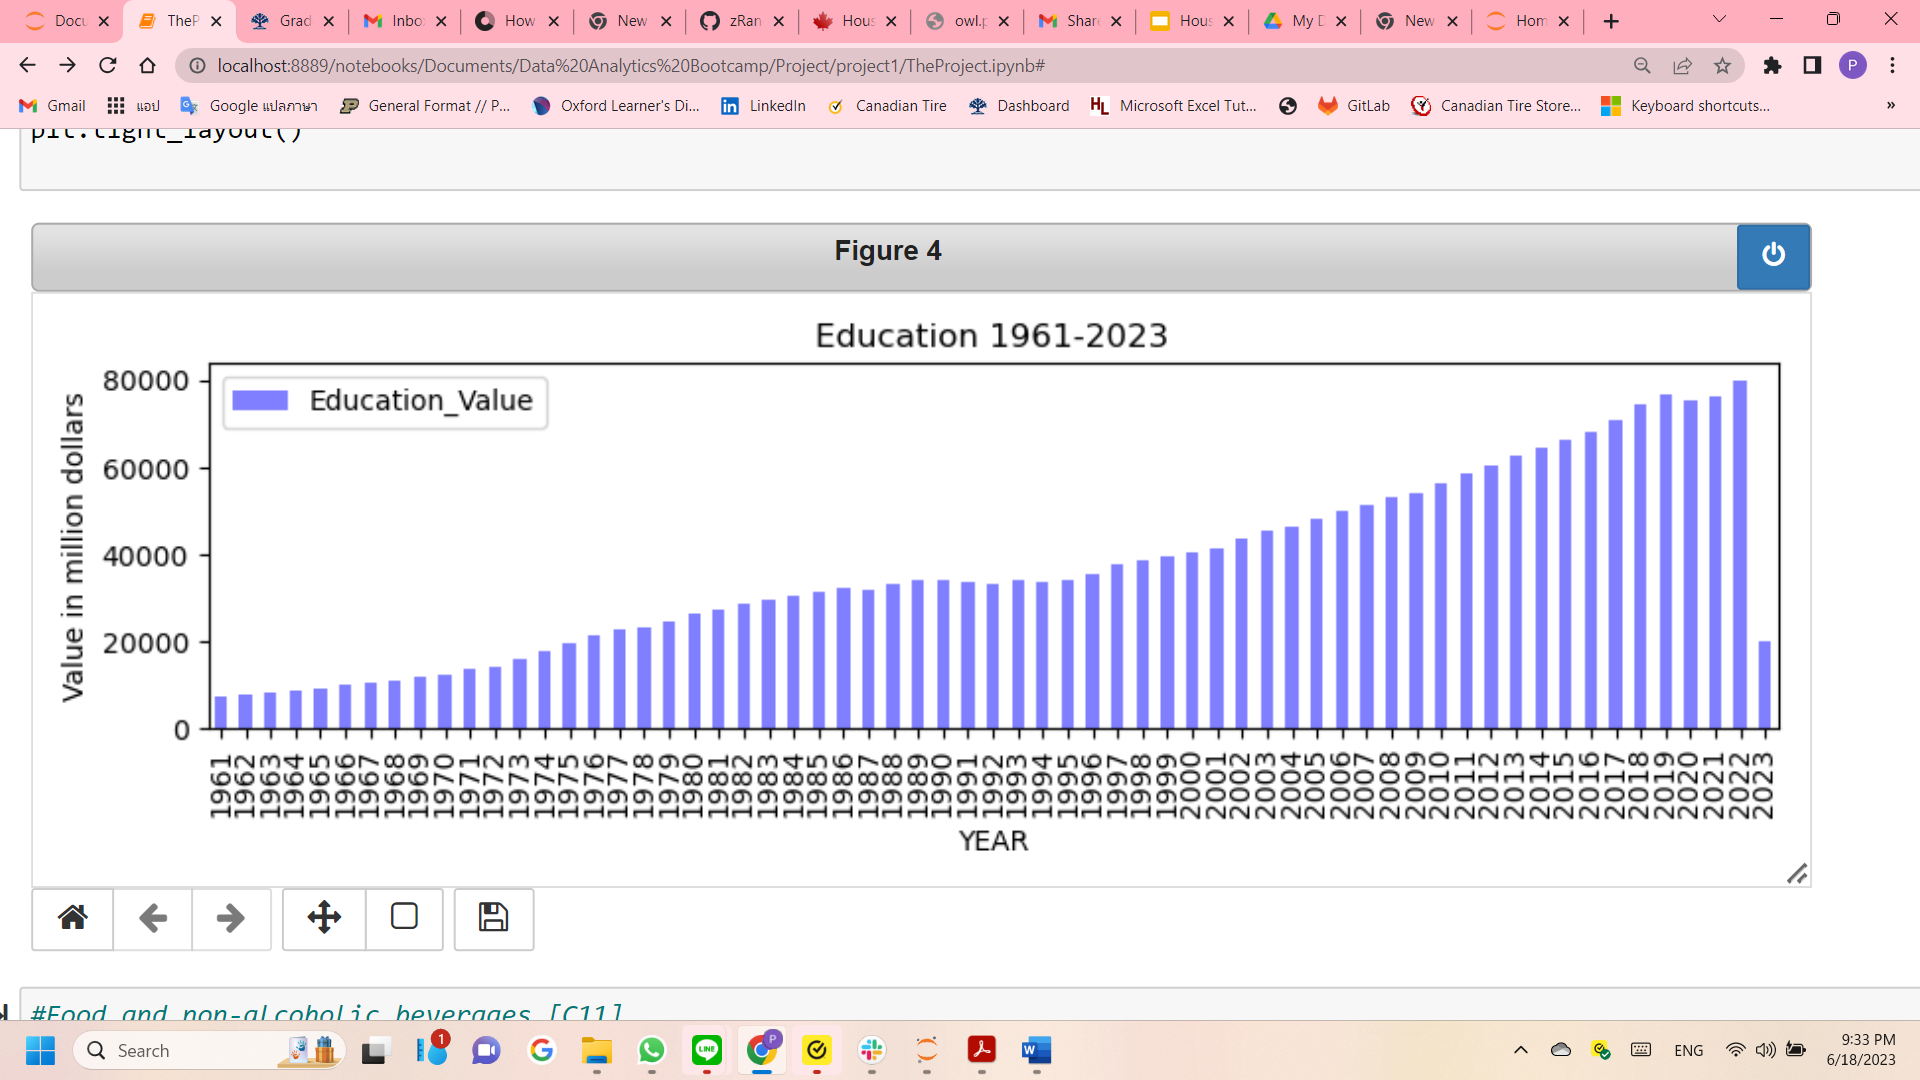 Docu
TheP
Grad
Inbo
How
New
zRan
Hous
owl.p
Share
Hous
My D
New
Hom
localhost:8889/notebooks/Documents/Data%20Analytics%20Bootcamp/Project/project1/TheProject.ipynb#
P
Gmail
แอป
Google แปลภาษา
General Format // P...
Oxford Learner's Di...
LinkedIn
Canadian Tire
Dashboard
HL Microsoft Excel Tut...
GitLab
Canadian Tire Store...
Keyboard shortcuts...
»
plt.tight_layout()
Figure 4
Education 1961-2023
Education_Value
Value in million dollars
80000
60000
40000
20000
0
1961
1962
1963
1964
1965
1966
1967
1968
1969
1970
1971
1972
1973
1974
1975
1976
1977
1978
1979
1980
1981
1982
1983
1984
1985
1986
1987
1988
1989
1990
1991
1992
1993
1994
1995
1996
1997
1998
1999
2000
2001
2002
2003
2004
2005
2006
2007
2008
2009
2010
2011
2012
2013
2014
2015
2016
2017
2018
2019
2020
2021
2022
2023
YEAR
#Food and non-alcoholic beverages [C11]
Search
1
LINE
P
ENG
9:33 PM
6/18/2023